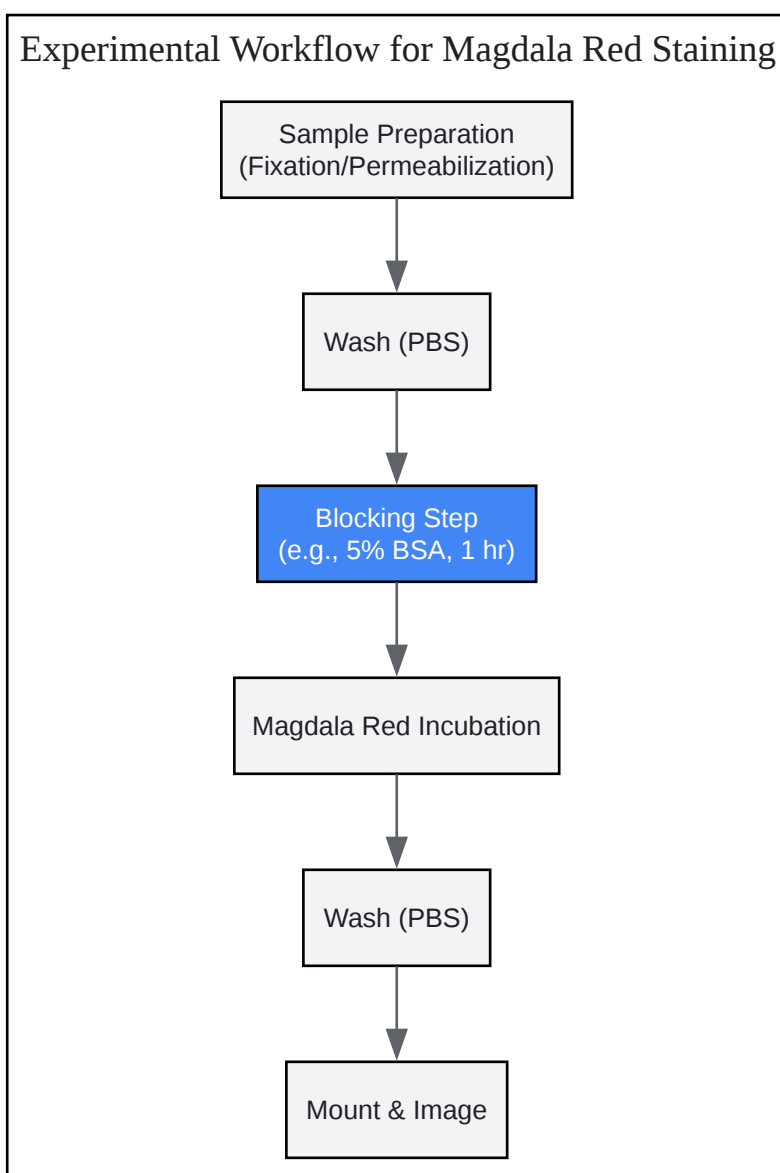 Experimental Workflow for Magdala Red Staining
Sample Preparation
(Fixation/Permeabilization)
Wash (PBS)
Blocking Step
(e.g., 5% BSA, 1 hr)
Magdala Red Incubation
Wash (PBS)
Mount & Image